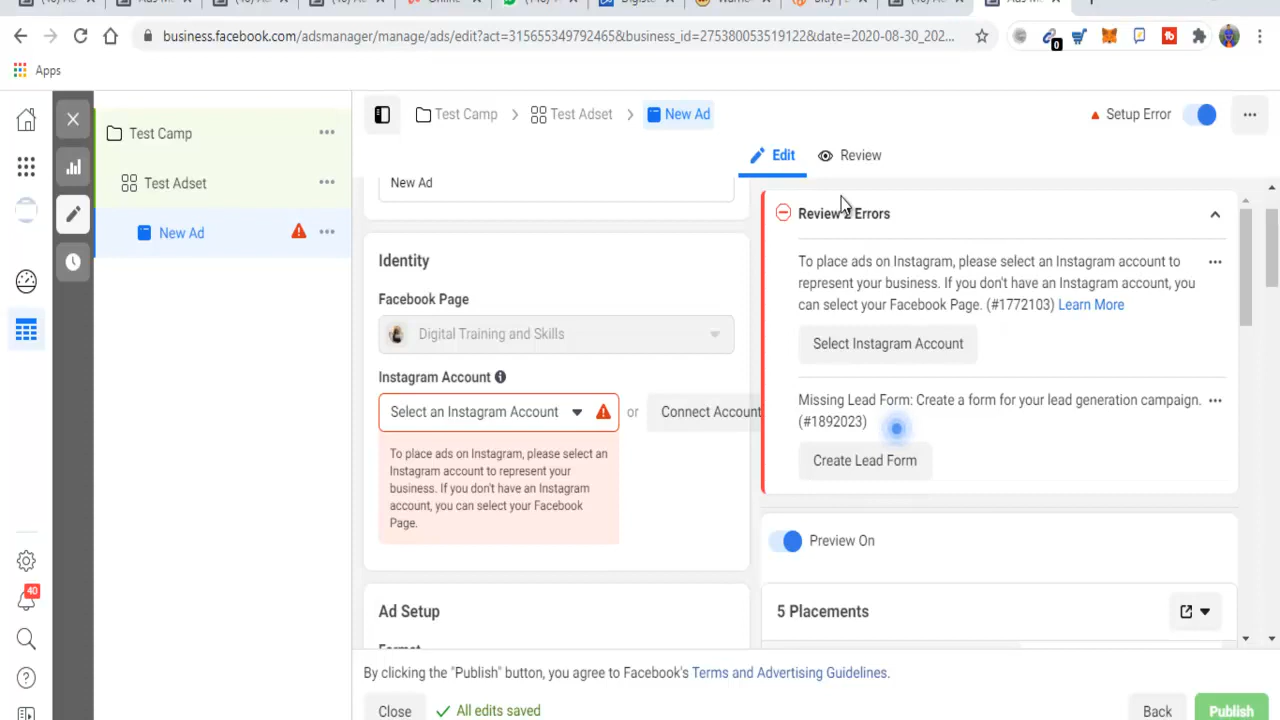 business.facebook.com/adsmanager/manage/ads/edit?act=315655349792465&business_id=275380053519122&date=2020-08-30_202...
0
Apps
Test Camp
Test Adset
New Ad
Test Camp
Test Adset
New Ad
Setup Error
Edit
Review
New Ad
Identity
Facebook Page
Digital Training and Skills
Instagram Account
Select an Instagram Account
or
Connect Account
To place ads on Instagram, please select an
Instagram account to represent your
business. If you don't have an Instagram
account, you can select your Facebook
Page.
Ad Setup
Format
Review 2 Errors
To place ads on Instagram, please select an Instagram account to
represent your business. If you don't have an Instagram account, you
can select your Facebook Page. (#1772103) Learn More
Select Instagram Account
Missing Lead Form: Create a form for your lead generation campaign.
(#1892023)
Create Lead Form
Preview On
5 Placements
40
By clicking the "Publish" button, you agree to Facebook's Terms and Advertising Guidelines.
Close
All edits saved
Back
Publish